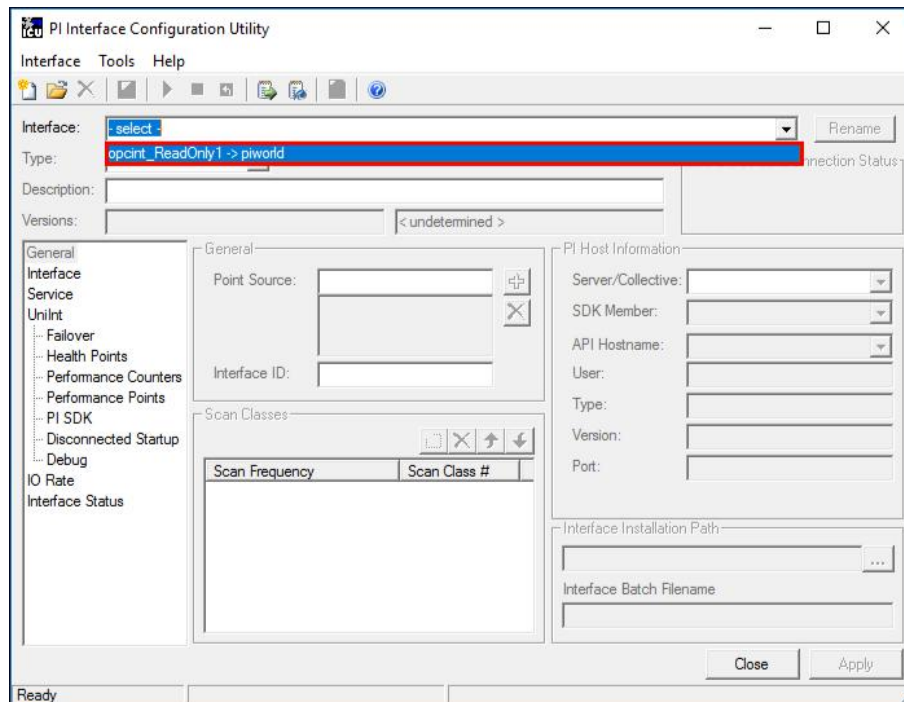 PI Interface Configuration Utility
Interface Tools Help
Interface: - select - Rename
opcint_ReadOnly1 -> piworld
Type: nnection Status
Description:
Versions: < undetermined >
General
Interface
Service
UniInt
Failover
Health Points
Performance Counters
Performance Points
PI SDK
Disconnected Startup
Debug
IO Rate
Interface Status
General
Point Source:
Interface ID:
Scan Classes
Scan Frequency Scan Class #
PI Host Information
Server/Collective:
SDK Member:
API Hostname:
User:
Type:
Version:
Port:
Interface Installation Path
...
Interface Batch Filename
Close Apply
Ready